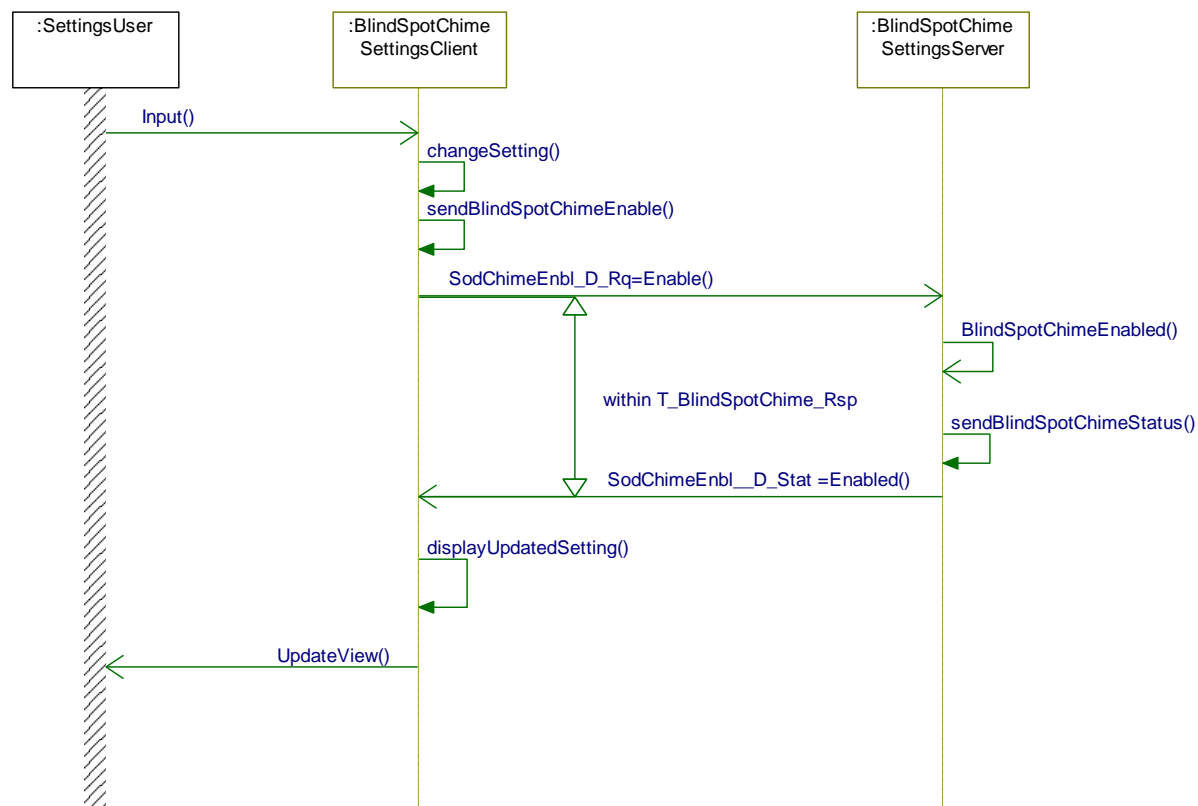 :SettingsUser
:BlindSpotChime
SettingsClient
:BlindSpotChime
SettingsServer
Input()
changeSetting()
sendBlindSpotChimeEnable()
SodChimeEnbl_D_Rq=Enable()
BlindSpotChimeEnabled()
within T_BlindSpotChime_Rsp
sendBlindSpotChimeStatus()
SodChimeEnbl__D_Stat =Enabled()
displayUpdatedSetting()
UpdateView()